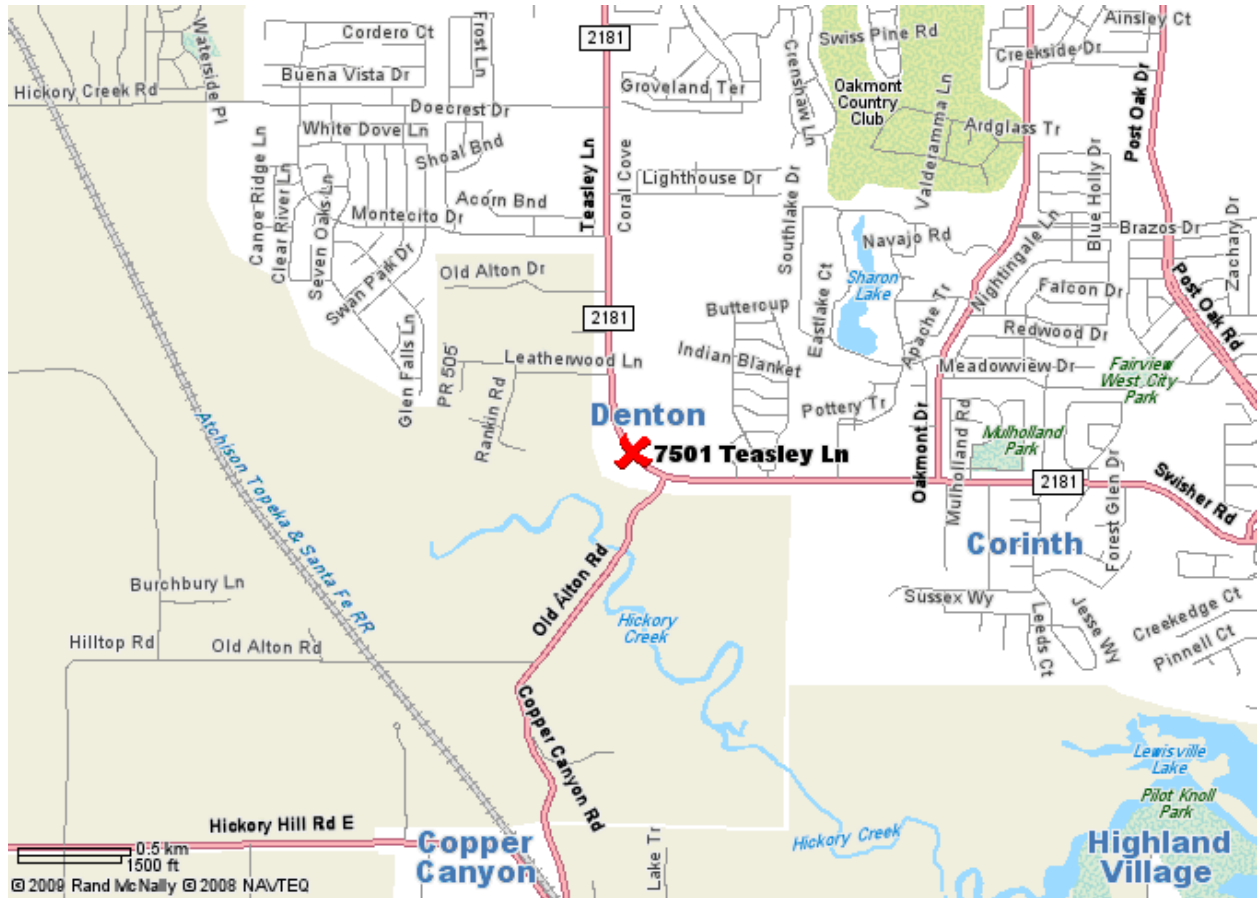 2181
Ainsley Ct
Cordero Ct
Frost Ln
Swiss Pine Rd
Creekside Dr
Waterside Pl
Buena Vista Dr
Groveland Ter
Crenshaw Ln
Oakmont
Country
Club
Post Oak Dr
Hickory Creek Rd
Doecrest Dr
White Dove Ln
Shoal Bnd
Valderamma Ln
Ardglass Tr
Teasley Ln
Coral Cove
Lighthouse Dr
Blue Holly Dr
Canoe Ridge Ln
Clear River Ln
Seven Oaks Ln
Montecito Dr
Acorn Bnd
Southlake Dr
Navajo Rd
Nightingale Ln
Brazos Dr
Zachary Dr
Swan Park Dr
Old Alton Dr
Sharon
Lake
Eastlake Ct
Apache Tr
Falcon Dr
Post Oak Rd
2181
Buttercup
Redwood Dr
Glen Falls Ln
PR 505
Leatherwood Ln
Indian Blanket
Meadowview Dr
Fairview
West City
Park
Rankin Rd
Denton
Pottery Tr
Oakmont Dr
Mulholland Rd
Mulholland
Park
7501 Teasley Ln
Atchison Topeka & Santa Fe RR
2181
Forest Glen Dr
Swisher Rd
Corinth
Burchbury Ln
Old Alton Rd
Hickory
Creek
Sussex Wy
Leeds Ct
Jesse Wy
Creekedge Ct
Pinnell Ct
Hilltop Rd
Old Alton Rd
Copper Canyon Rd
Lewisville
Lake
Pilot Knoll
Park
Hickory Hill Rd E
Copper
Canyon
Lake Tr
Hickory Creek
Highland
Village
0.5 km
1500 ft
© 2009 Rand McNally © 2008 NAVTEQ